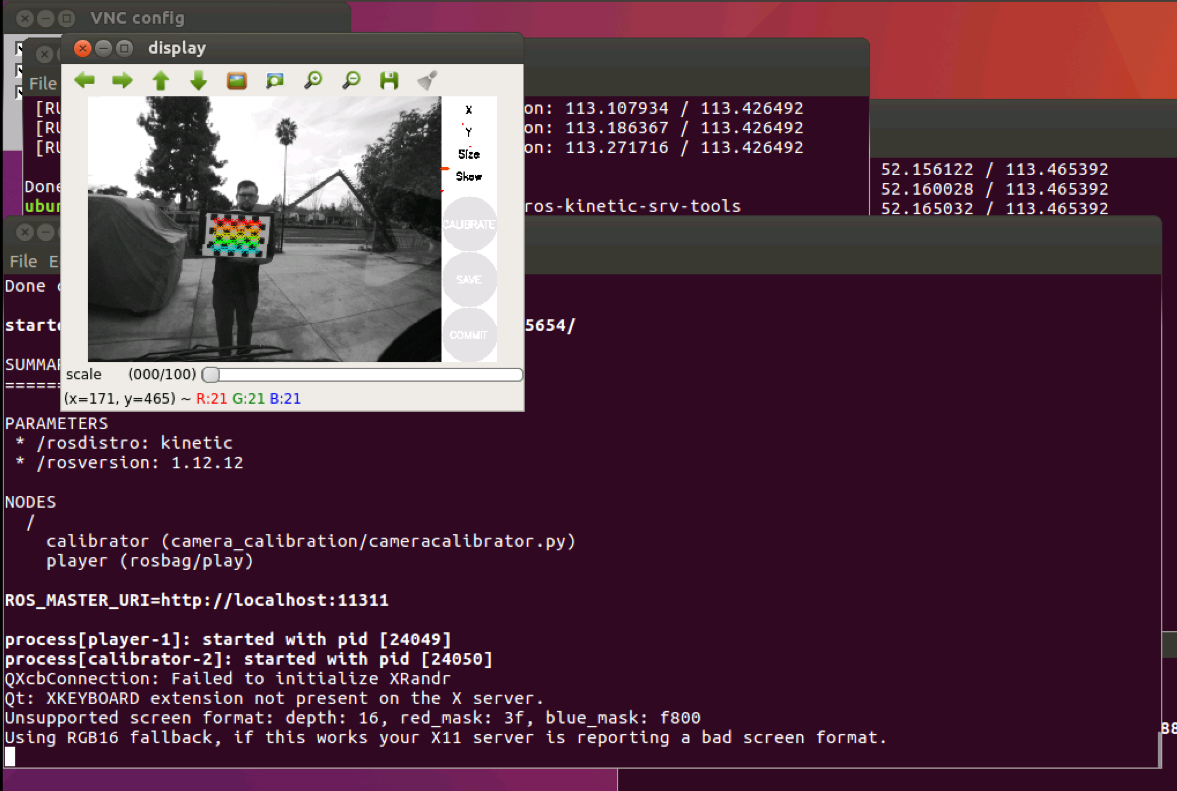 VNC config
display
File
[RU
on: 113.107934 / 113.426492
[RU
on: 113.186367 / 113.426492
[RU
on: 113.271716 / 113.426492
Done
ubun
ros-kinetic-srv-tools
52.156122 / 113.465392
52.160028 / 113.465392
52.165032 / 113.465392
X
Y
Size
Skew
CALIBRATE
SAVE
COMMIT
scale (000/100)
(x=171, y=465) ~ R:21 G:21 B:21
File E
Done
starte
5654/
SUMMAR
======
PARAMETERS
* /rosdistro: kinetic
* /rosversion: 1.12.12
NODES
/
calibrator (camera_calibration/cameracalibrator.py)
player (rosbag/play)
ROS_MASTER_URI=http://localhost:11311
process[player-1]: started with pid [24049]
process[calibrator-2]: started with pid [24050]
QXcbConnection: Failed to initialize XRandr
Qt: XKEYBOARD extension not present on the X server.
Unsupported screen format: depth: 16, red_mask: 3f, blue_mask: f800
Using RGB16 fallback, if this works your X11 server is reporting a bad screen format.
88